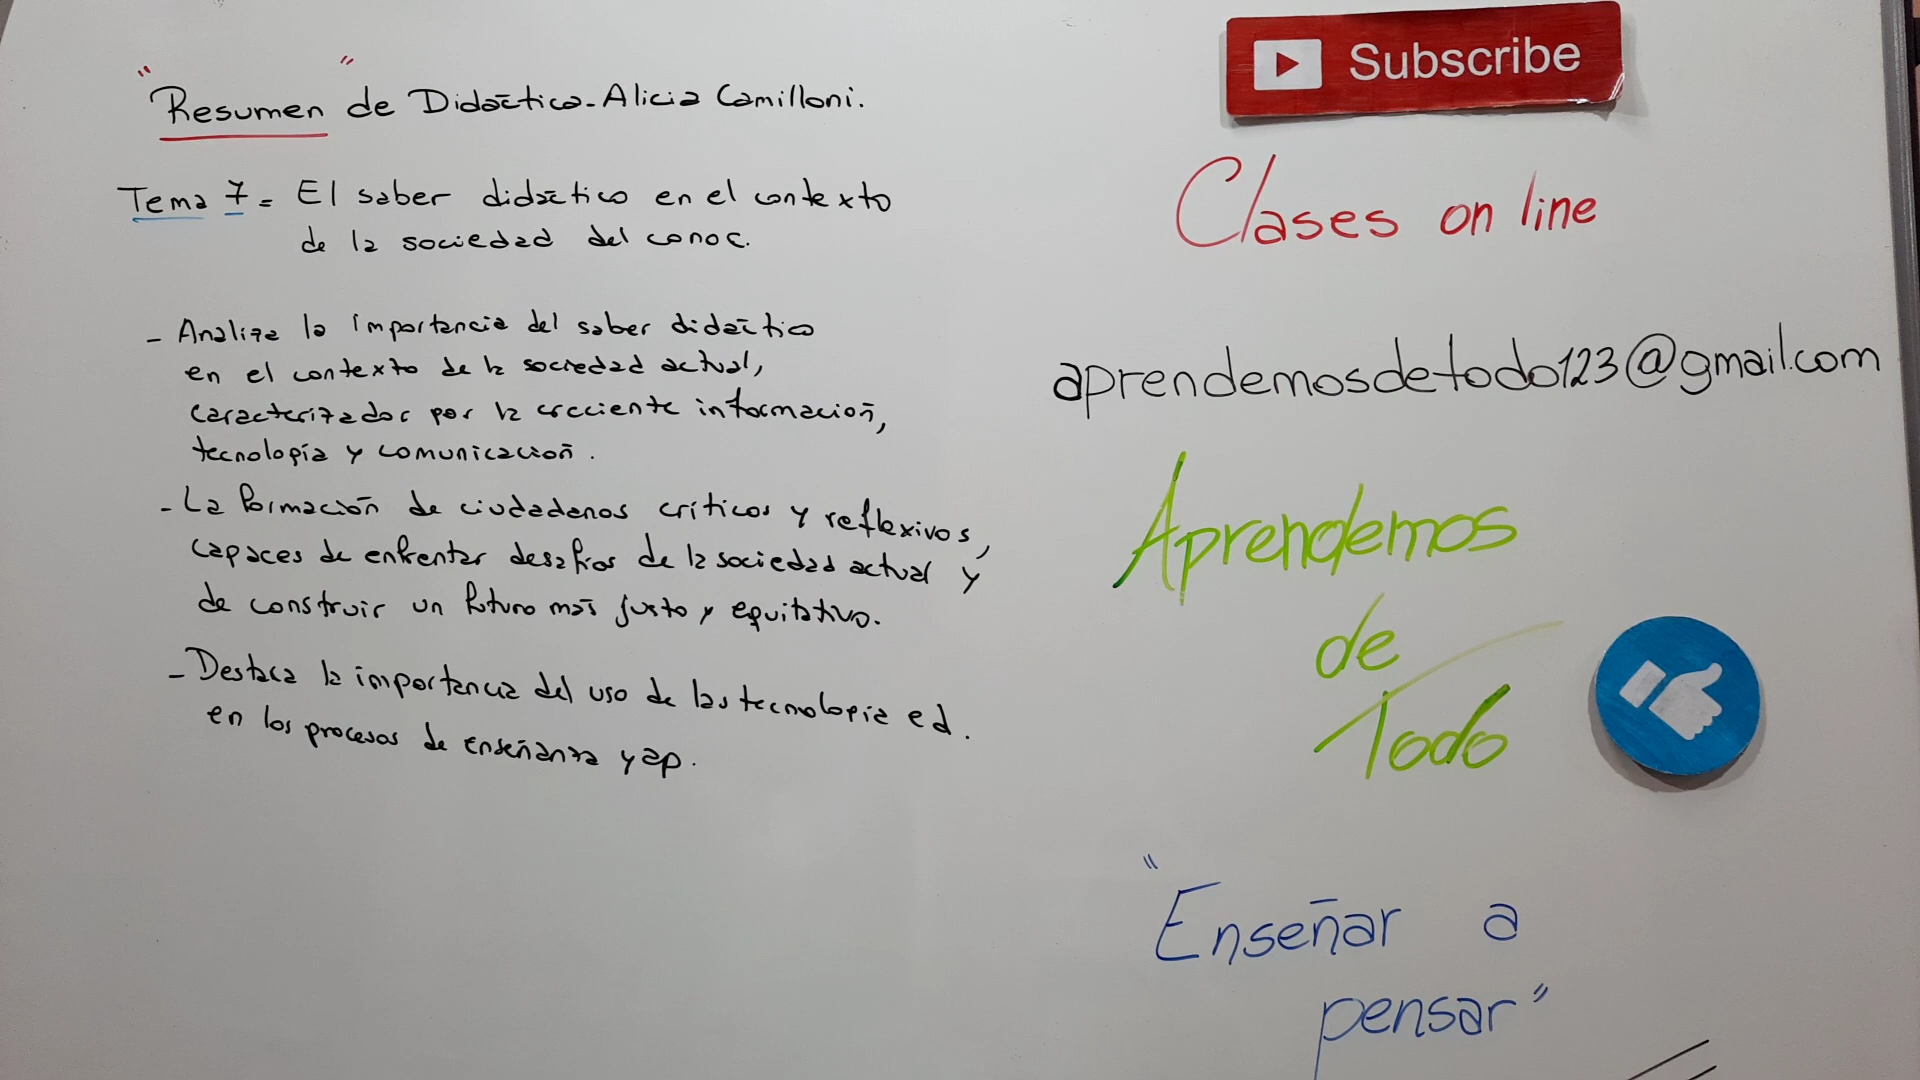 "Resumen" de Didáctica - Alicia Camilloni.
Tema 7 = El saber didáctico en el contexto
de la sociedad del conoc.
- Analiza la importancia del saber didáctico
en el contexto de la sociedad actual,
caracterizador por la creciente información,
tecnología y comunicación.
- La formación de ciudadanos críticos y reflexivos,
capaces de enfrentar desafíos de la sociedad actual y
de construir un futuro más justo y equitativo.
- Destaca la importancia del uso de las tecnología ed.
en los procesos de enseñanza y ap.
Subscribe
Clases on line
aprendemosdetodo123@gmail.com
Aprendemos
de
Todo
"Enseñar a
pensar"